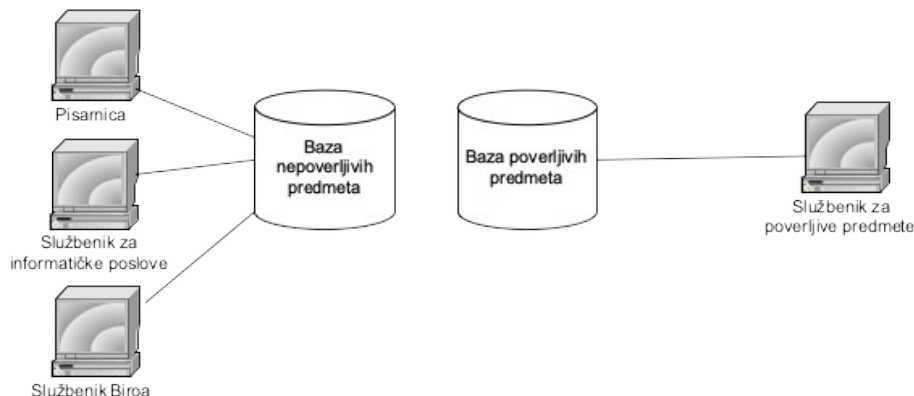 Pisarnica
Baza
nepoverljivih
predmeta
Baza poverljivih
predmeta
Službenik za
informatičke poslove
Službenik za
poverljive predmete
Službenik Biroa